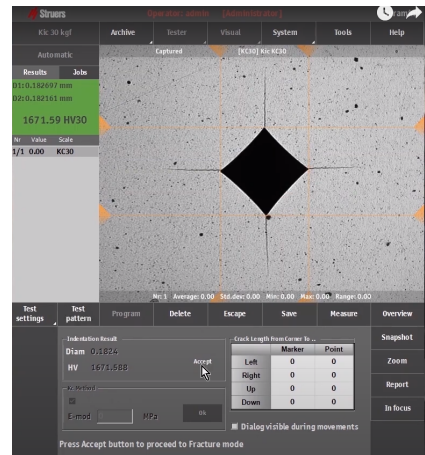 Struers
Operator: admin [Administrator]
Kic 30 kgf
Archive
Tester
Visual
System
Tools
Help
Automatic
Captured
[KC30] Kic KC30
Results
Jobs
D1:0.182697 mm
D2:0.182161 mm
1671.59 HV30
Nr Value Scale
1/1 0.00 KC30
Nr: 1 Average: 0.00 Std.dev: 0.00 Min: 0.00 Max: 0.00 Range: 0.00
Test settings
Test pattern
Program
Delete
Escape
Save
Measure
Overview
Indentation Result
Diam 0.1824
HV 1671.588
Accept
Kc Method
E-mod
MPa
Ok
Crack Length From Corner To ..
Marker Point
Left 0 0
Right 0 0
Up 0 0
Down 0 0
Dialog visible during movements
Press Accept button to proceed to Fracture mode
Snapshot
Zoom
Report
In focus